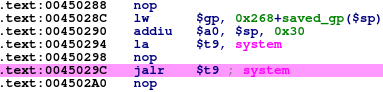 .text:00450288 nop
.text:0045028C lw $gp, 0x268+saved_gp($sp)
.text:00450290 addiu $a0, $sp, 0x30
.text:00450294 la $t9, system
.text:00450298 nop
.text:0045029C jalr $t9 ; system
.text:004502A0 nop